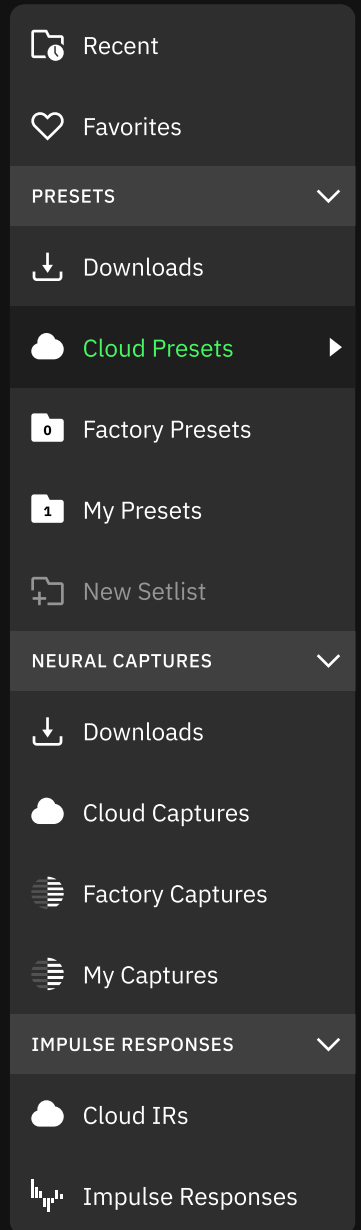 Recent
Favorites
PRESETS
Downloads
Cloud Presets
0 Factory Presets
1 My Presets
New Setlist
NEURAL CAPTURES
Downloads
Cloud Captures
Factory Captures
My Captures
IMPULSE RESPONSES
Cloud IRs
Impulse Responses